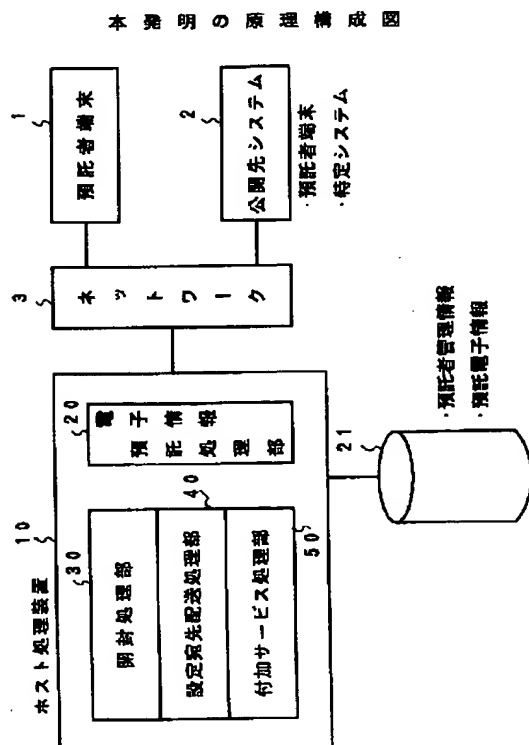 本発明の原理構成図
1
預託者端末
2
公開先システム
・預託者端末
・特定システム
3
ネットワーク
ホスト処理装置
10
20
電子情報
預託処理部
30
開封処理部
40
設定宛先配送処理部
50
付加サービス処理部
21
・預託者管理情報
・預託電子情報